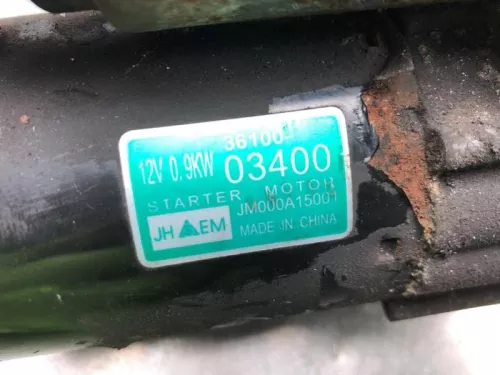 36100
12V 0.9KW 03400
STARTER MOTOR
JM000A15001
JH EM MADE IN CHINA